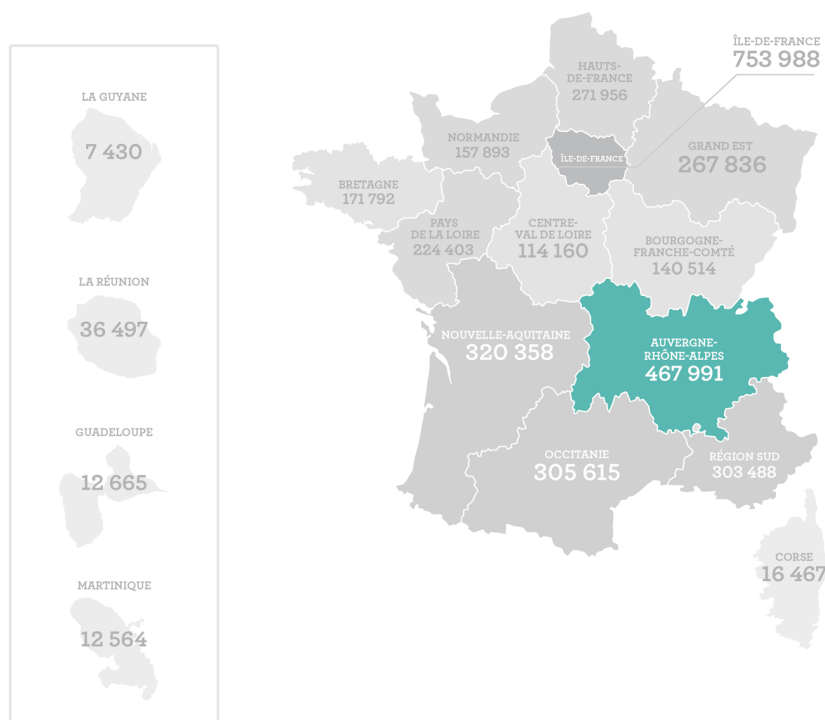 LA GUYANE
7 430
LA RÉUNION
36 497
GUADELOUPE
12 665
MARTINIQUE
12 564
ÎLE-DE-FRANCE
753 988
HAUTS-
DE-FRANCE
271 956
NORMANDIE
157 893
ÎLE-DE-FRANCE
GRAND EST
267 836
BRETAGNE
171 792
PAYS
DE LA LOIRE
224 403
CENTRE-
VAL DE LOIRE
114 160
BOURGOGNE-
FRANCHE-COMTÉ
140 514
NOUVELLE-AQUITAINE
320 358
AUVERGNE-
RHÔNE-ALPES
467 991
OCCITANIE
305 615
RÉGION SUD
303 488
CORSE
16 467